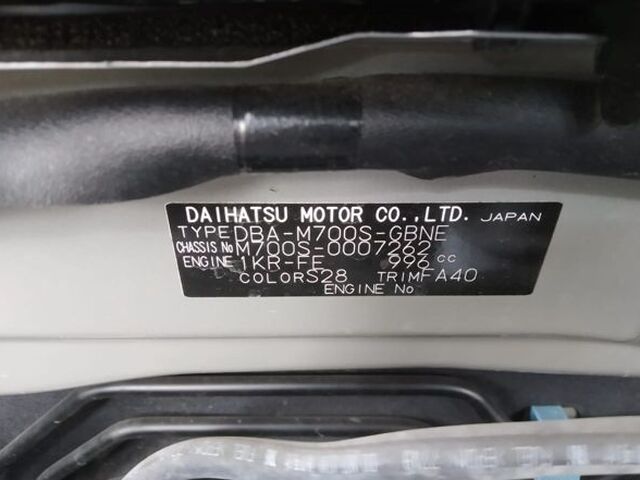 DAIHATSU MOTOR CO.,LTD. JAPAN
TYPE DBA-M700S-GBNE
CHASSIS No M700S-0007262
ENGINE 1KR-FE 996 cc
COLOR S28 TRIM FA40
ENGINE No